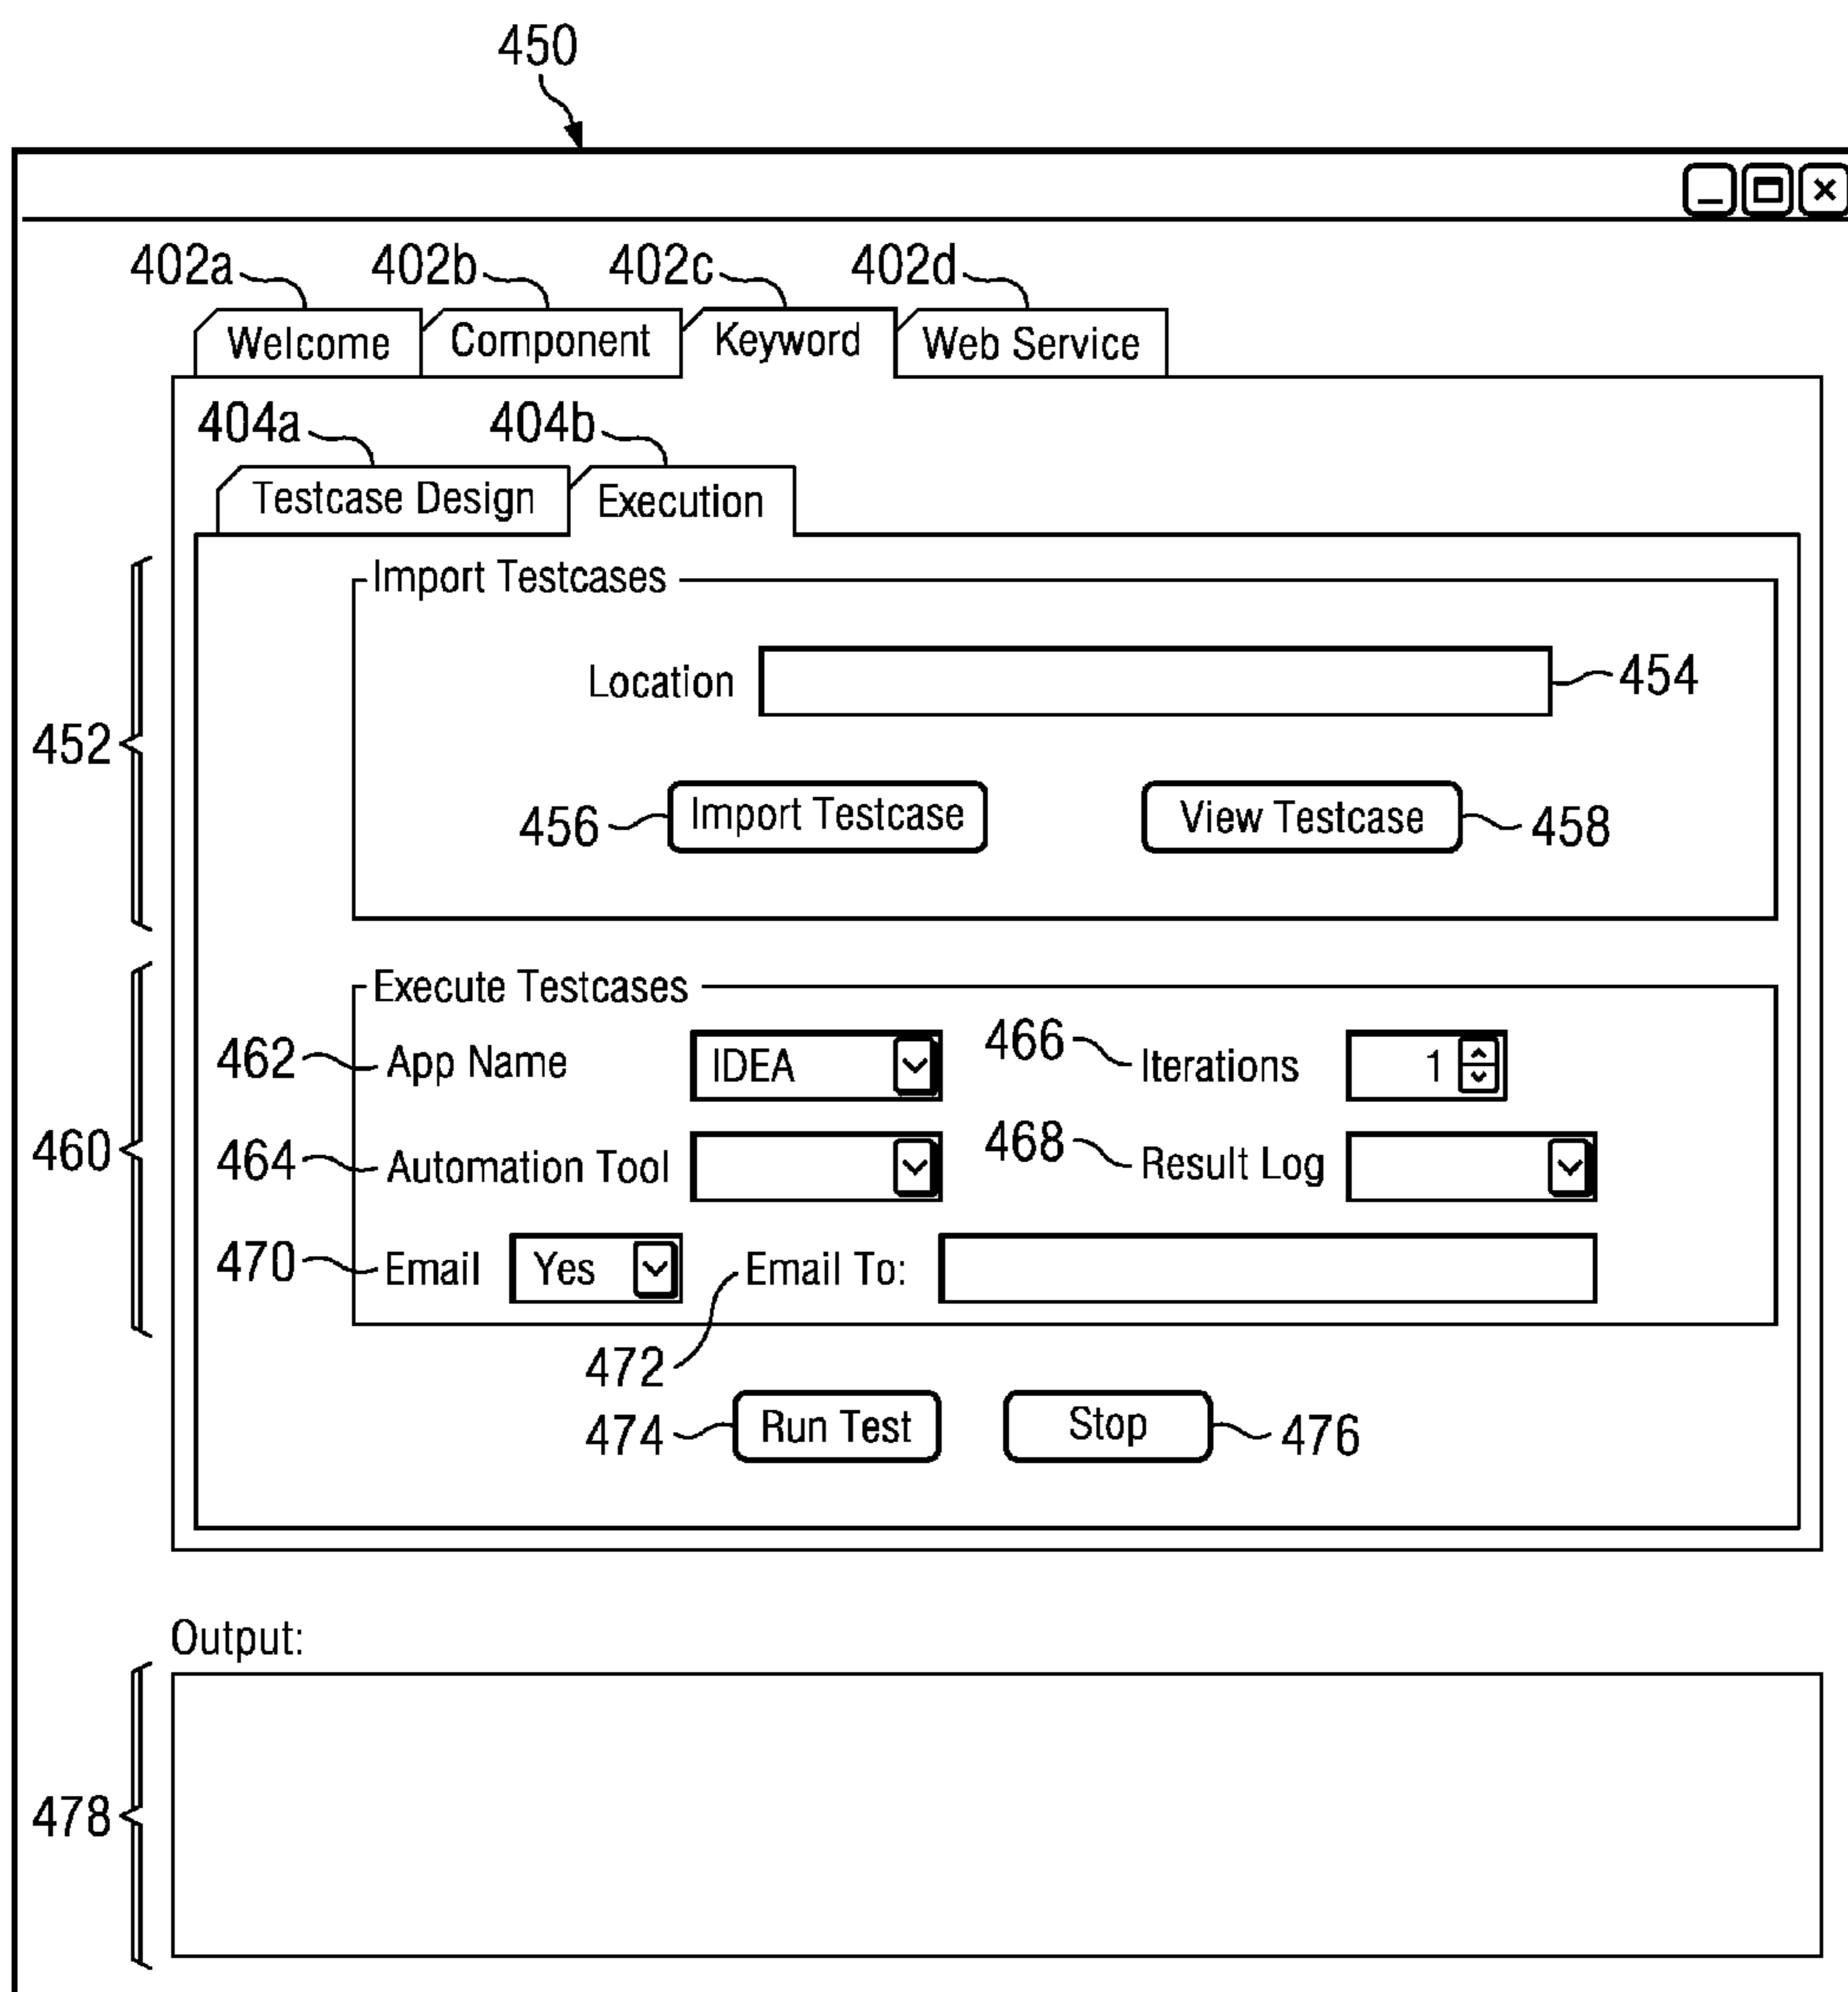 450
402a 402b 402c 402d
Welcome Component Keyword Web Service
404a 404b
Testcase Design Execution
Import Testcases
Location 454
452
456 Import Testcase View Testcase 458
Execute Testcases
462 App Name IDEA 466 Iterations 1
460
464 Automation Tool 468 Result Log
470 Email Yes Email To:
472
474 Run Test Stop 476
Output:
478